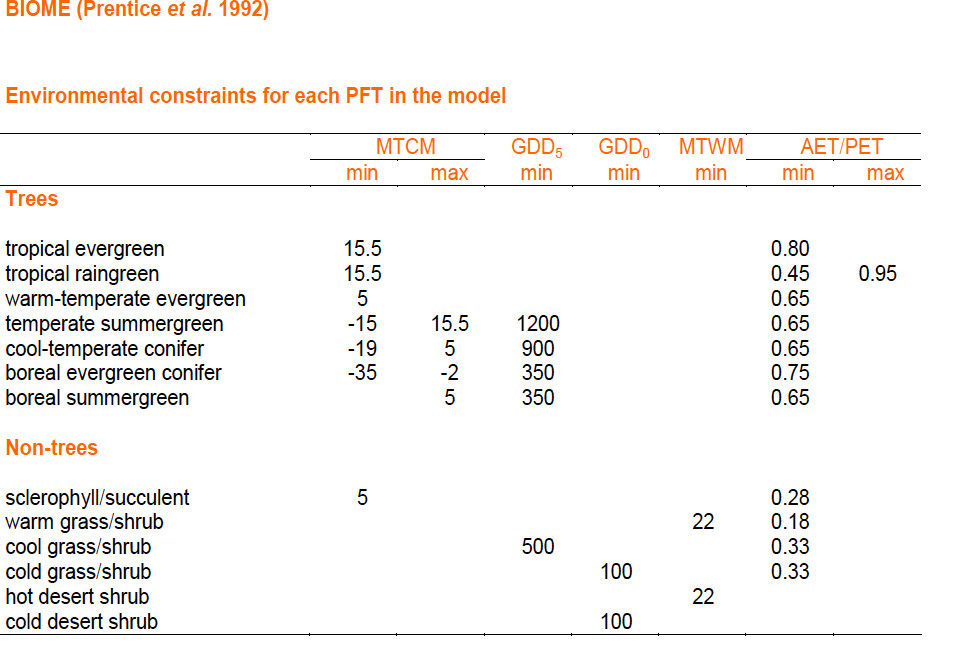 BIOME (Prentice et al. 1992)
Environmental constraints for each PFT in the model
MTCM GDD5 GDD0 MTWM AET/PET
min max min min min min max
Trees
tropical evergreen 15.5 0.80
tropical raingreen 15.5 0.45 0.95
warm-temperate evergreen 5 0.65
temperate summergreen -15 15.5 1200 0.65
cool-temperate conifer -19 5 900 0.65
boreal evergreen conifer -35 -2 350 0.75
boreal summergreen 5 350 0.65
Non-trees
sclerophyll/succulent 5 0.28
warm grass/shrub 22 0.18
cool grass/shrub 500 0.33
cold grass/shrub 100 0.33
hot desert shrub 22
cold desert shrub 100